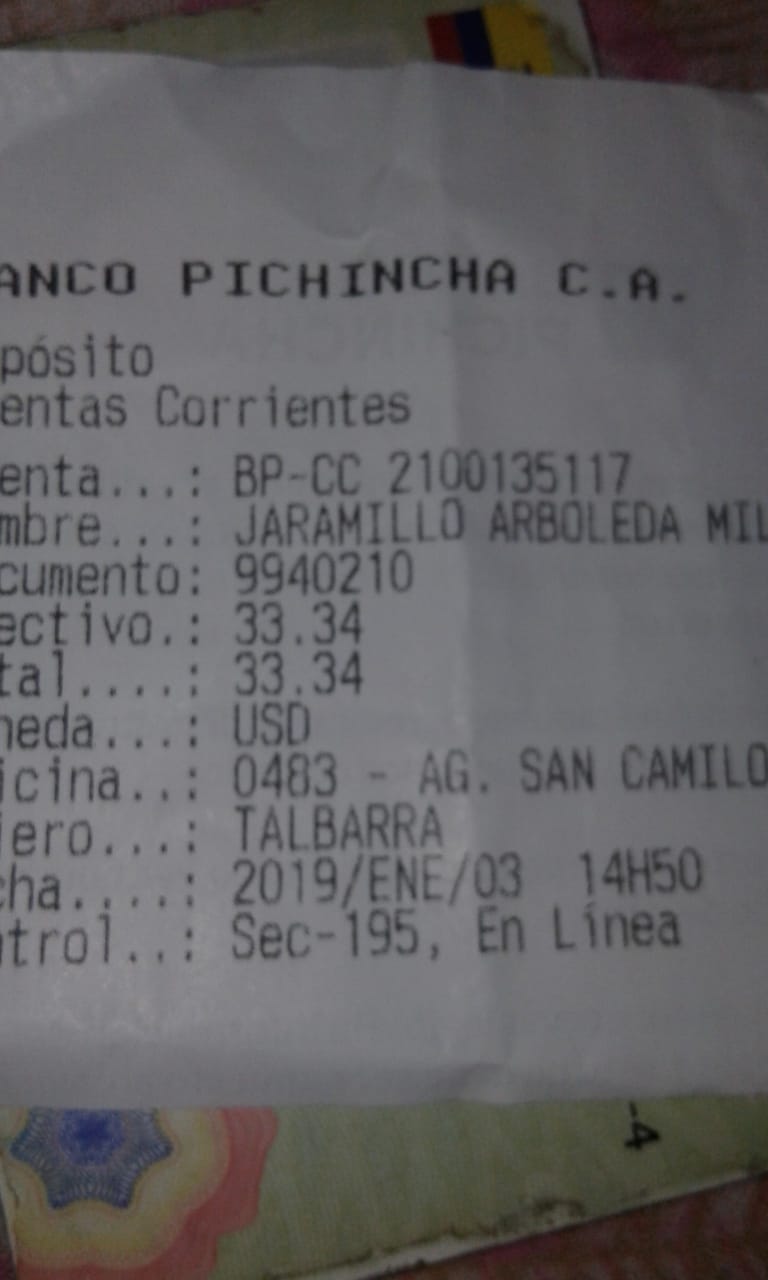 ANCO PICHINCHA C.A.
pósito
entas Corrientes
enta...: BP-CC 2100135117
mbre...: JARAMILLO ARBOLEDA MIL
cumento: 9940210
ectivo.: 33.34
tal....: 33.34
neda...: USD
icina..: 0483 - AG. SAN CAMILO
jero...: TALBARRA
cha....: 2019/ENE/03 14H50
ntrol..: Sec-195, En Línea
-4